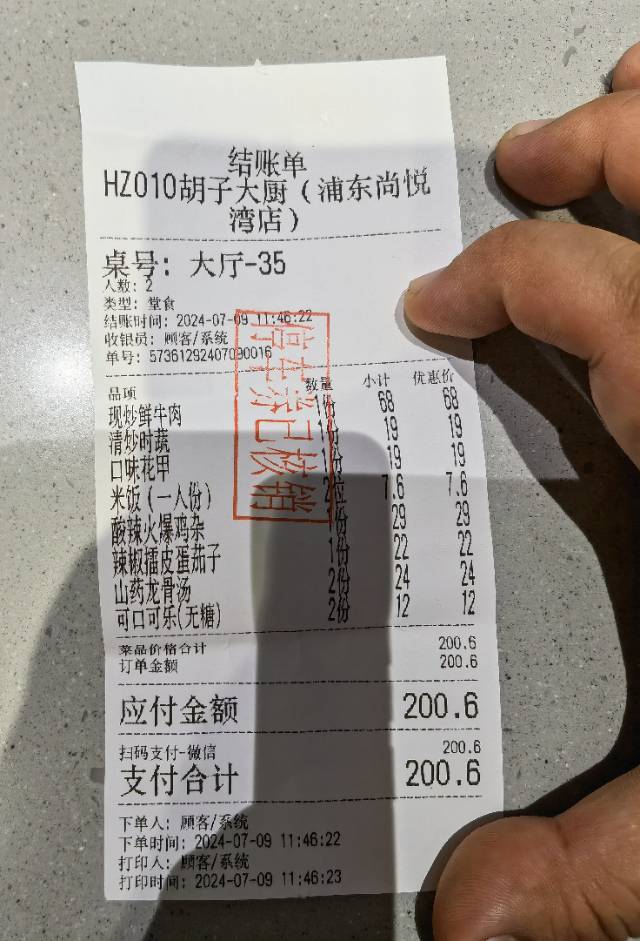 结账单
HZ010胡子大厨(浦东尚悦
湾店)
桌号: 大厅-35
人数: 2
类型: 堂食
结账时间: 2024-07-09 11:46:22
收银员: 顾客/系统
单号: 57361292407090016
停车券已核销
品项 数量 小计 优惠价
现炒鲜牛肉 1份 68 68
清炒时蔬 1份 19 19
口味花甲 1份 19 19
米饭(一人份) 2位 7.6 7.6
酸辣火爆鸡杂 份 29 29
辣椒擂皮蛋茄子 1份 22 22
山药龙骨汤 2份 24 24
可口可乐(无糖) 2份 12 12
菜品价格合计 200.6
订单金额 200.6
应付金额 200.6
扫码支付-微信 200.6
支付合计 200.6
下单人: 顾客/系统
下单时间: 2024-07-09 11:46:22
打印人: 顾客/系统
打印时间: 2024-07-09 11:46:23